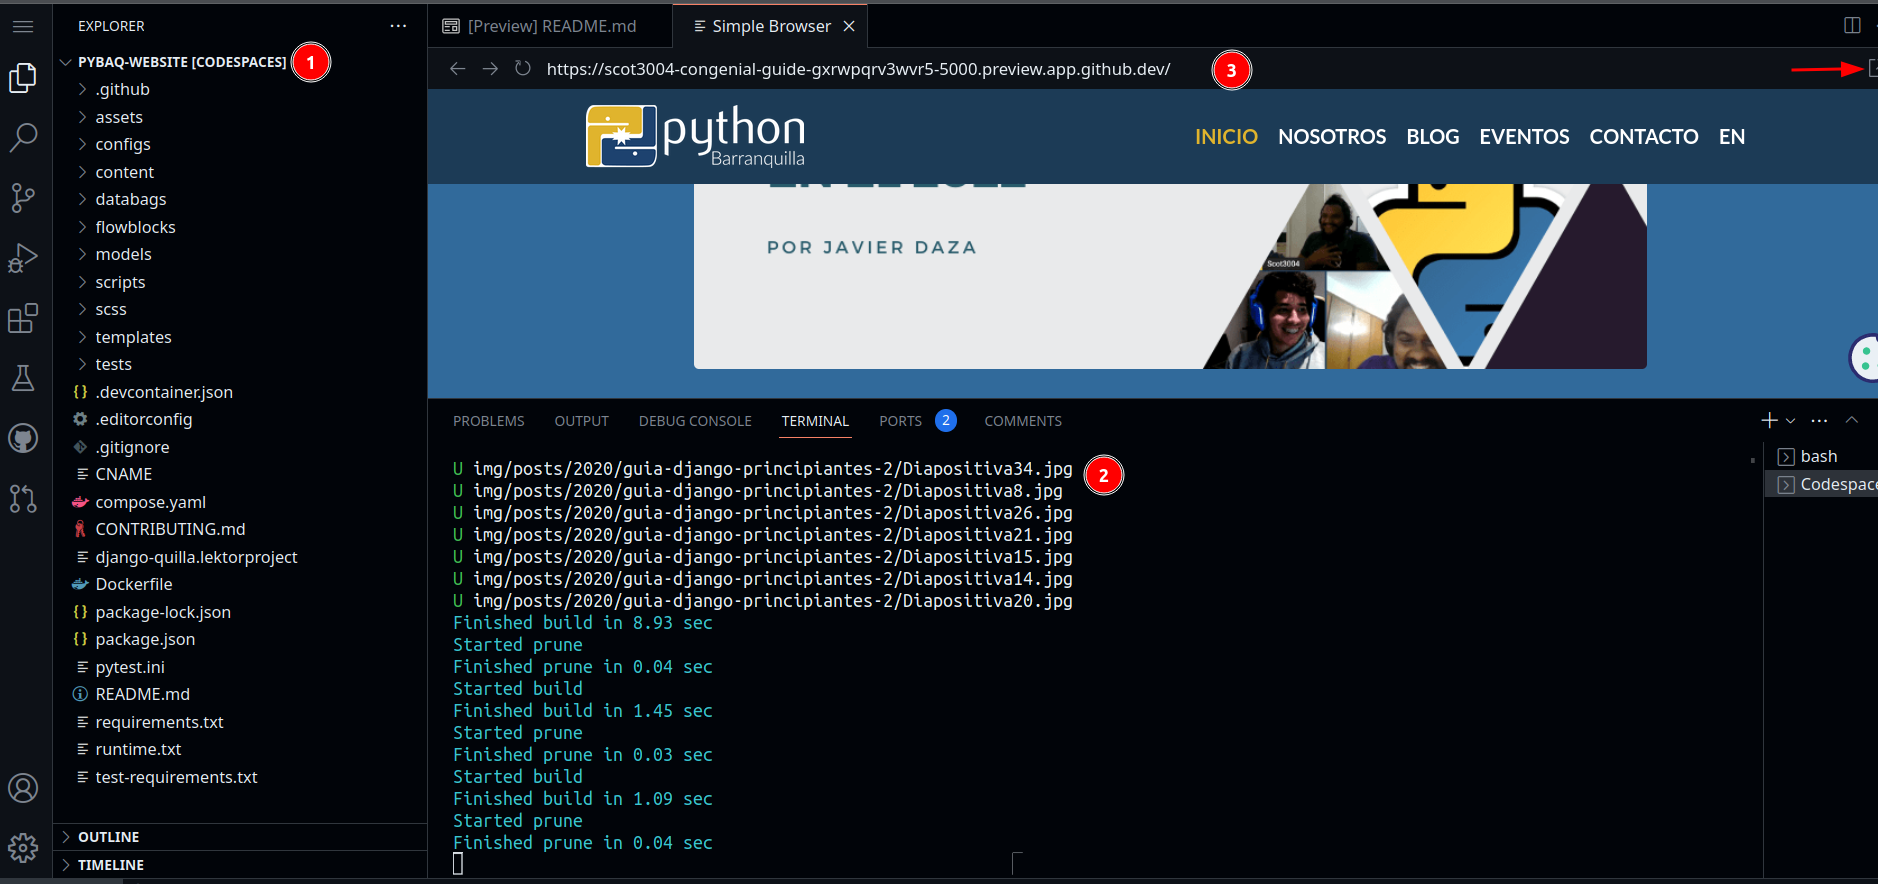 EXPLORER
PYBAQ-WEBSITE [CODESPACES]
1
.github
assets
configs
content
databags
flowblocks
models
scripts
scss
templates
tests
.devcontainer.json
.editorconfig
.gitignore
CNAME
compose.yaml
CONTRIBUTING.md
django-quilla.lektorproject
Dockerfile
package-lock.json
package.json
pytest.ini
README.md
requirements.txt
runtime.txt
test-requirements.txt
OUTLINE
TIMELINE
[Preview] README.md
Simple Browser
https://scot3004-congenial-guide-gxrwpqrv3wvr5-5000.preview.app.github.dev/
3
python
Barranquilla
INICIO NOSOTROS BLOG EVENTOS CONTACTO EN
POR JAVIER DAZA
Scot3004
PROBLEMS OUTPUT DEBUG CONSOLE TERMINAL PORTS 2 COMMENTS
U img/posts/2020/guia-django-principiantes-2/Diapositiva34.jpg
2
U img/posts/2020/guia-django-principiantes-2/Diapositiva8.jpg
U img/posts/2020/guia-django-principiantes-2/Diapositiva26.jpg
U img/posts/2020/guia-django-principiantes-2/Diapositiva21.jpg
U img/posts/2020/guia-django-principiantes-2/Diapositiva15.jpg
U img/posts/2020/guia-django-principiantes-2/Diapositiva14.jpg
U img/posts/2020/guia-django-principiantes-2/Diapositiva20.jpg
Finished build in 8.93 sec
Started prune
Finished prune in 0.04 sec
Started build
Finished build in 1.45 sec
Started prune
Finished prune in 0.03 sec
Started build
Finished build in 1.09 sec
Started prune
Finished prune in 0.04 sec
bash
Codespace